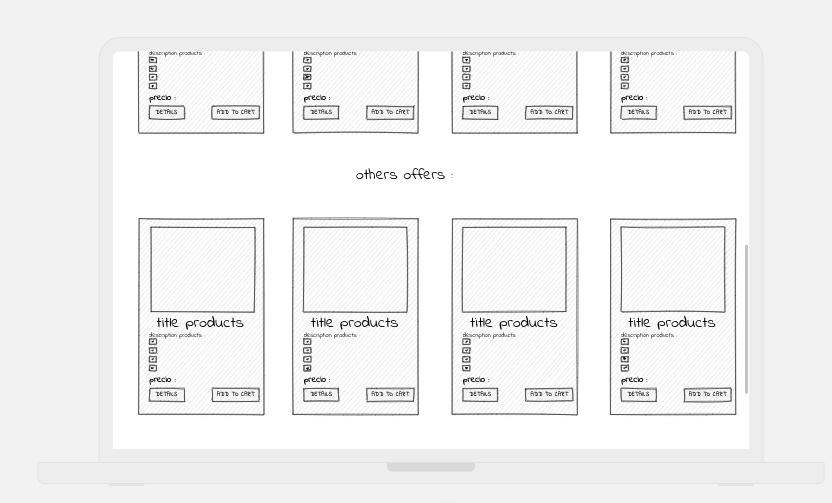 description products : description products : description products : description products :
precio : precio : precio : precio :
DETAILS ADD TO CART DETAILS ADD TO CART DETAILS ADD TO CART DETAILS ADD TO CART
others offers :
title products title products title products title products
description products : description products : description products : description products :
precio : precio : precio : precio :
DETAILS ADD TO CART DETAILS ADD TO CART DETAILS ADD TO CART DETAILS ADD TO CART